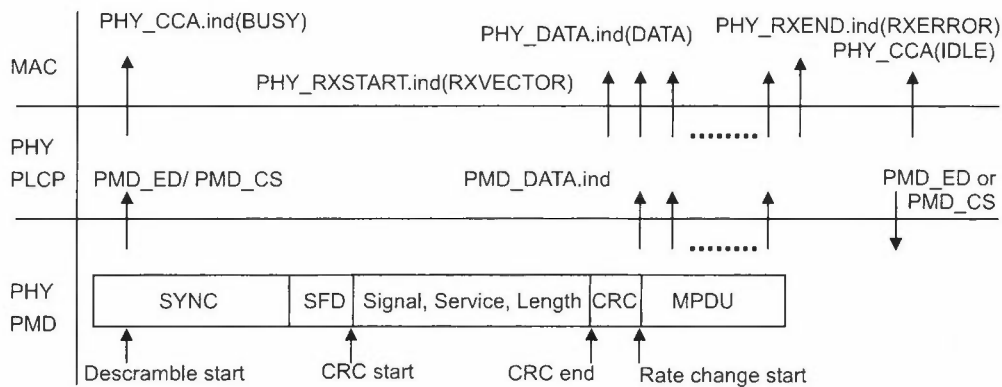 PHY_CCA.ind(BUSY)
PHY_DATA.ind(DATA)
PHY_RXEND.ind(RXERROR)
PHY_CCA(IDLE)
MAC
PHY_RXSTART.ind(RXVECTOR)
PHY
PLCP
PMD_ED/ PMD_CS
PMD_DATA.ind
PMD_ED or
PMD_CS
PHY
PMD
SYNC
SFD
Signal, Service, Length
CRC
MPDU
Descramble start
CRC start
CRC end
Rate change start